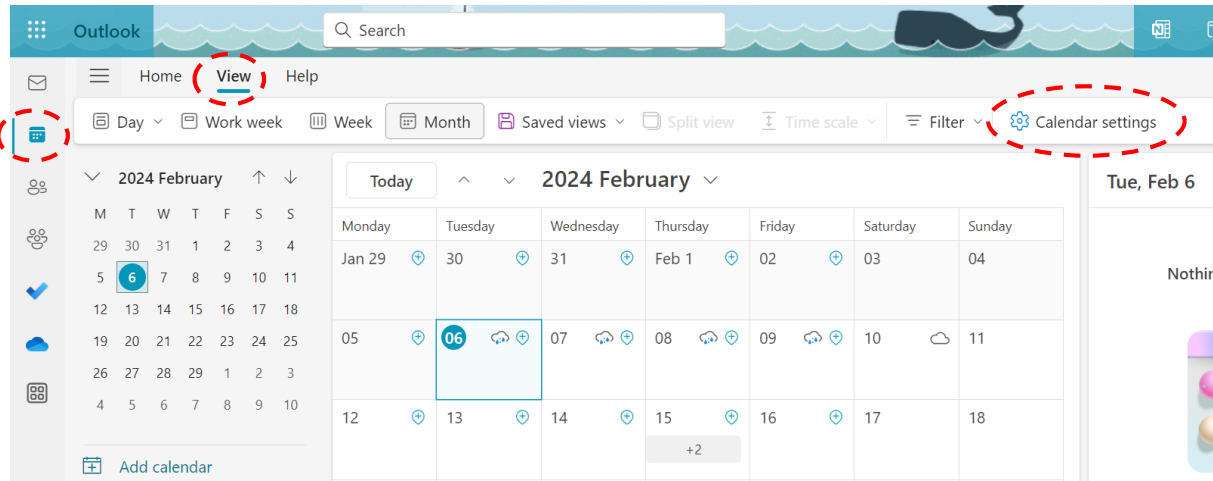 Outlook
Search
Home View Help
Day Work week Week Month Saved views Split view Time scale Filter Calendar settings
2024 February
M T W T F S S
29 30 31 1 2 3 4
5 6 7 8 9 10 11
12 13 14 15 16 17 18
19 20 21 22 23 24 25
26 27 28 29 1 2 3
4 5 6 7 8 9 10
Add calendar
Today 2024 February
Monday Tuesday Wednesday Thursday Friday Saturday Sunday
Jan 29 30 31 Feb 1 02 03 04
05 06 07 08 09 10 11
12 13 14 15 16 17 18
+2
Tue, Feb 6
Nothin